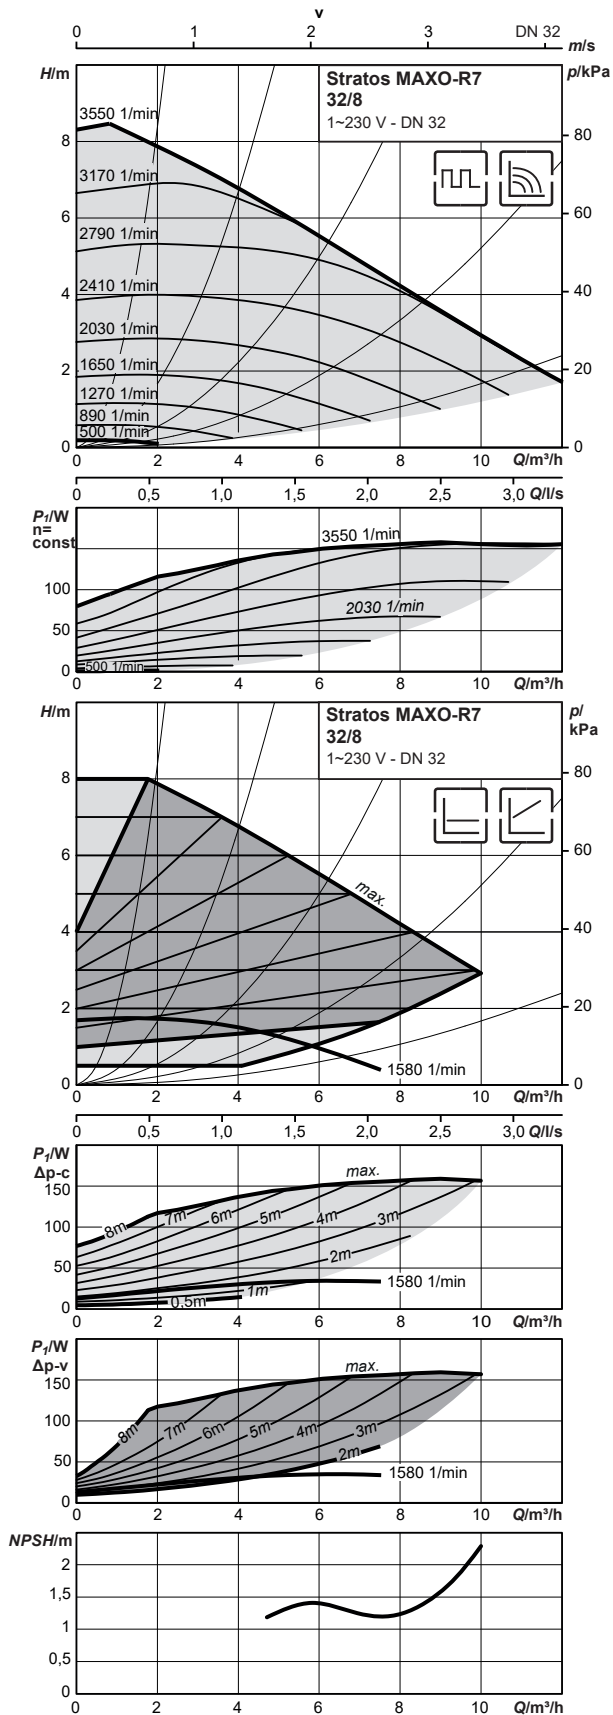 v
0 1 2 3 DN 32
m/s
H/m
p/kPa
Stratos MAXO-R7
32/8
1~230 V - DN 32
3550 1/min
8
80
3170 1/min
6
60
2790 1/min
2410 1/min
4
40
2030 1/min
1650 1/min
2
20
1270 1/min
890 1/min
500 1/min
0
0
0 2 4 6 8 10 Q/m³/h
0 0,5 1,0 1,5 2,0 2,5 3,0 Q/l/s
P1/W
n=
const
3550 1/min
100
2030 1/min
50
500 1/min
0
0 2 4 6 8 10 Q/m³/h
H/m
p/
kPa
Stratos MAXO-R7
32/8
1~230 V - DN 32
8
80
6
60
max.
4
40
2
20
1580 1/min
0
0
0 2 4 6 8 10 Q/m³/h
0 0,5 1,0 1,5 2,0 2,5 3,0 Q/l/s
P1/W
Δp-c
max.
150
8m 7m 6m 5m 4m 3m
100
2m
50
1580 1/min
1m
0,5m
0
0 2 4 6 8 10 Q/m³/h
P1/W
Δp-v
max.
150
8m 7m 6m 5m 4m 3m
100
2m
50
1580 1/min
0
0 2 4 6 8 10 Q/m³/h
NPSH/m
2
1,5
1
0,5
0
0 2 4 6 8 10 Q/m³/h